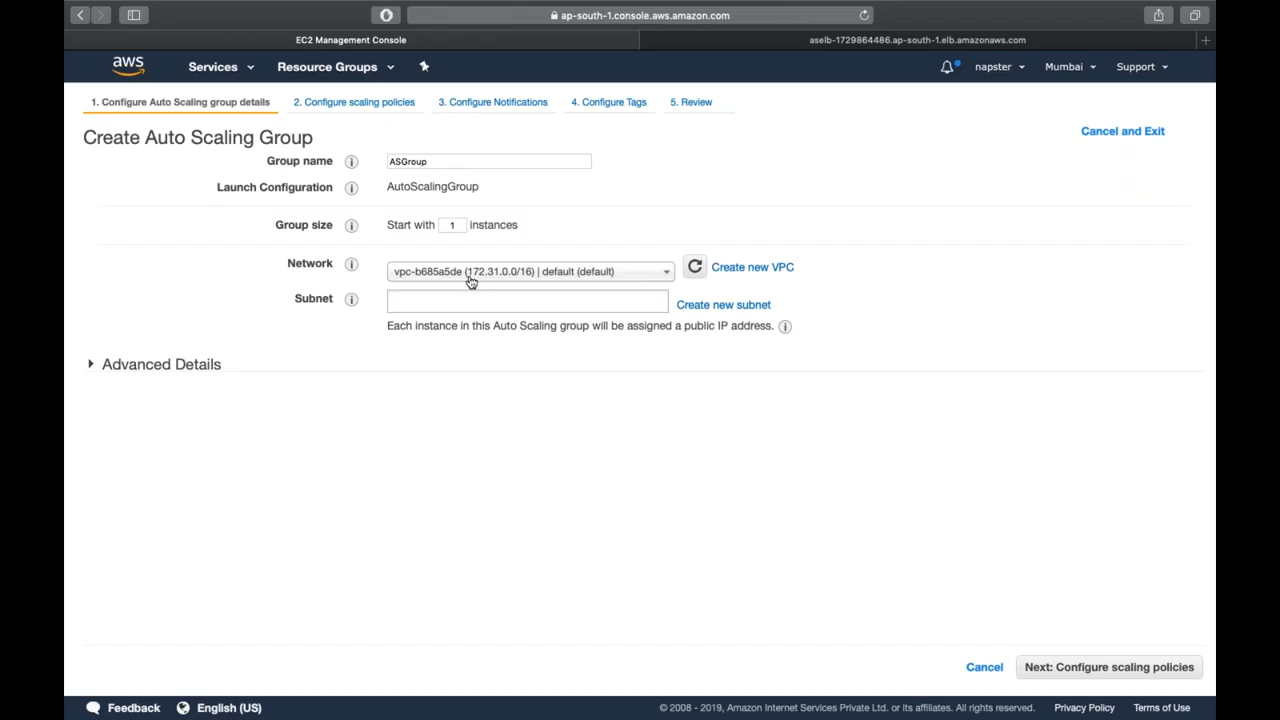 ap-south-1.console.aws.amazon.com
EC2 Management Console
aselb-1729864486.ap-south-1.elb.amazonaws.com
aws
Services
Resource Groups
napster
Mumbai
Support
1. Configure Auto Scaling group details
2. Configure scaling policies
3. Configure Notifications
4. Configure Tags
5. Review
Create Auto Scaling Group
Cancel and Exit
Group name
ASGroup
Launch Configuration
AutoScalingGroup
Group size
Start with 1 instances
Network
vpc-b685a5de (172.31.0.0/16) | default (default)
Create new VPC
Subnet
Create new subnet
Each instance in this Auto Scaling group will be assigned a public IP address.
Advanced Details
Cancel
Next: Configure scaling policies
Feedback
English (US)
© 2008 - 2019, Amazon Internet Services Private Ltd. or its affiliates. All rights reserved.
Privacy Policy
Terms of Use